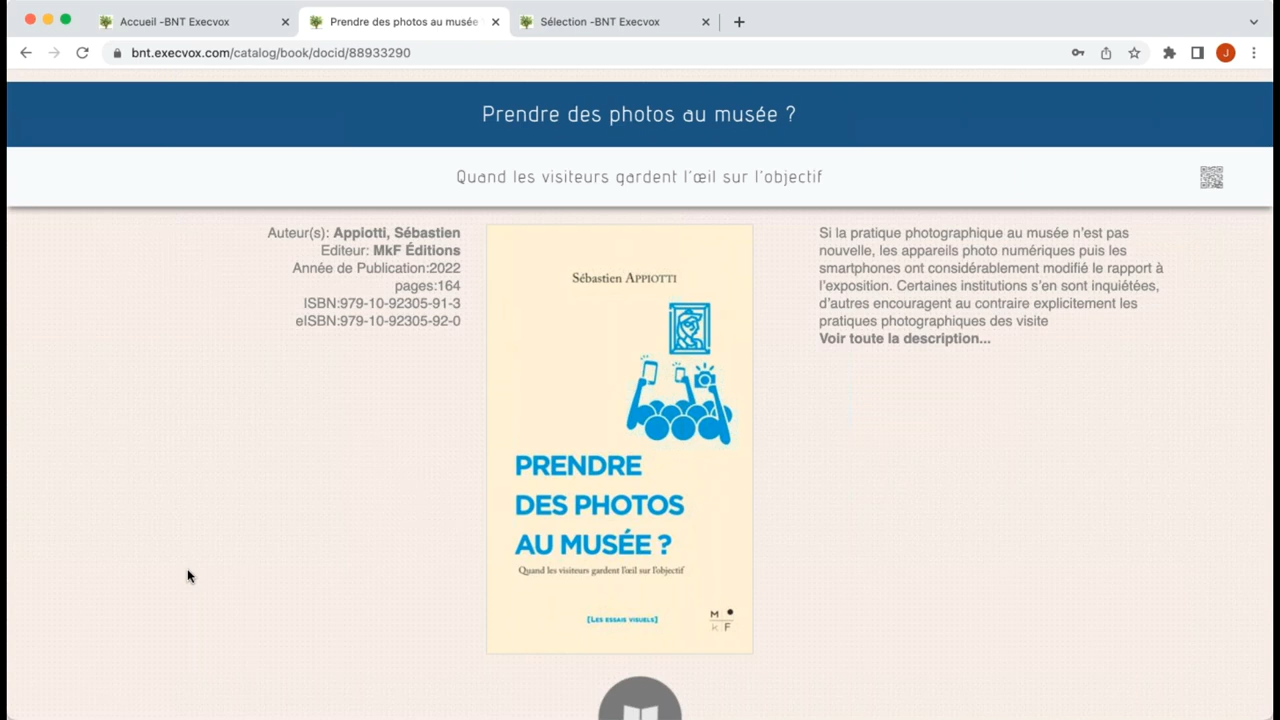 Accueil -BNT Execvox
Prendre des photos au musée
Sélection -BNT Execvox
bnt.execvox.com/catalog/book/docid/88933290
J
Prendre des photos au musée ?
Quand les visiteurs gardent l'œil sur l'objectif
Auteur(s): Appiotti, Sébastien
Editeur: MkF Éditions
Année de Publication:2022
pages:164
ISBN:979-10-92305-91-3
eISBN:979-10-92305-92-0
Sébastien APPIOTTI
PRENDRE
DES PHOTOS
AU MUSÉE ?
Quand les visiteurs gardent l'œil sur l'objectif
[LES ESSAIS VISUELS]
M
k F
Si la pratique photographique au musée n'est pas
nouvelle, les appareils photo numériques puis les
smartphones ont considérablement modifié le rapport à
l'exposition. Certaines institutions s'en sont inquiétées,
d'autres encouragent au contraire explicitement les
pratiques photographiques des visite
Voir toute la description...